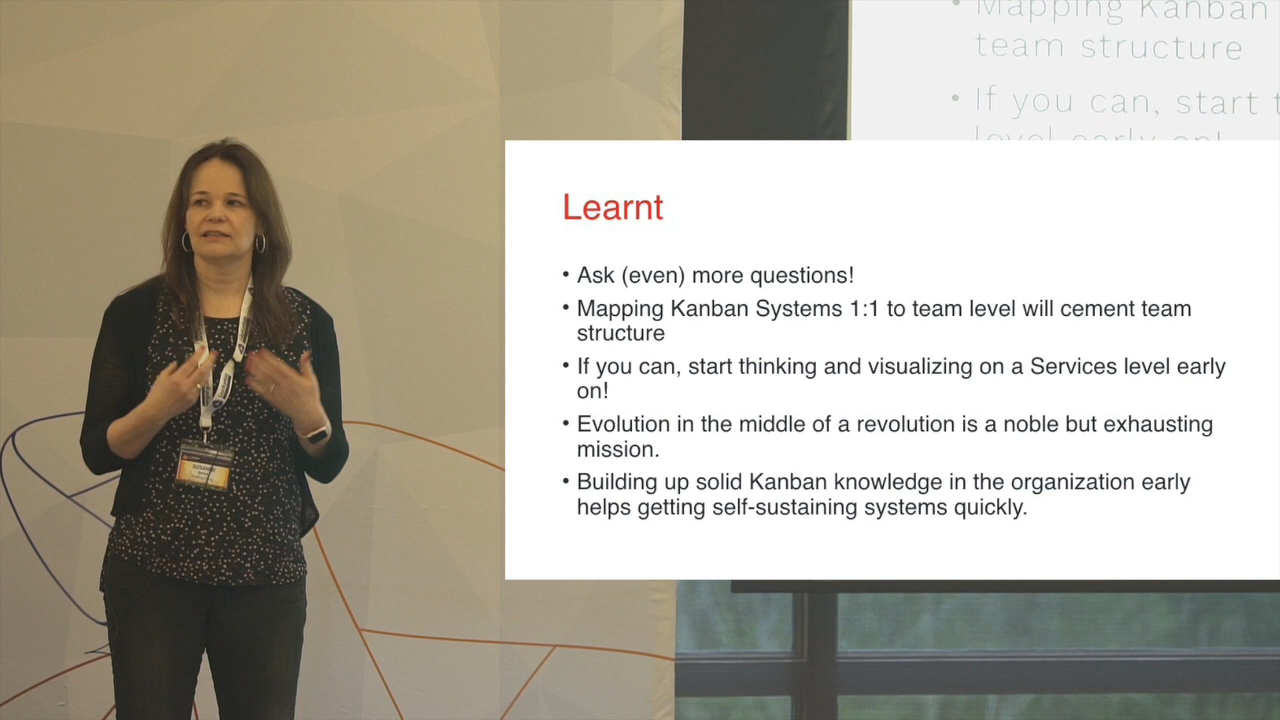 Mapping Kanban
team structure
If you can, start t
level early on!
Learnt
• Ask (even) more questions!
• Mapping Kanban Systems 1:1 to team level will cement team
structure
• If you can, start thinking and visualizing on a Services level early
on!
• Evolution in the middle of a revolution is a noble but exhausting
mission.
• Building up solid Kanban knowledge in the organization early
helps getting self-sustaining systems quickly.